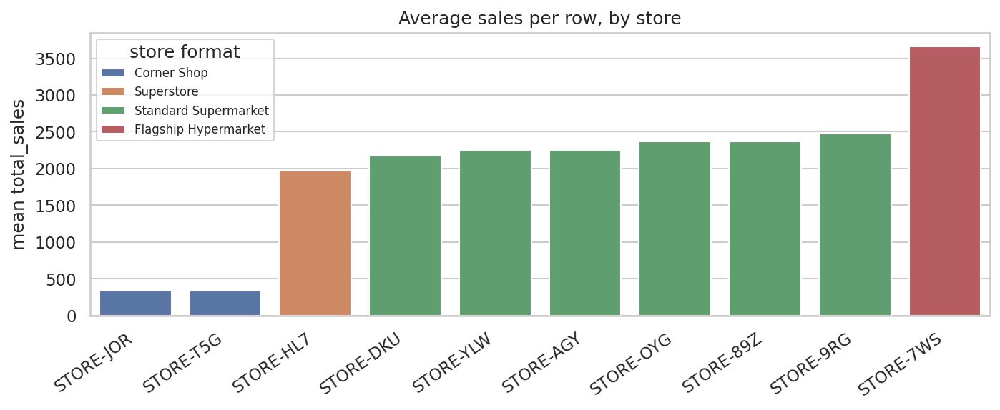 Average sales per row, by store
mean total_sales
3500
3000
2500
2000
1500
1000
500
0
store format
Corner Shop
Superstore
Standard Supermarket
Flagship Hypermarket
STORE-JOR
STORE-T5G
STORE-HL7
STORE-DKU
STORE-YLW
STORE-AGY
STORE-OYG
STORE-89Z
STORE-9RG
STORE-7WS